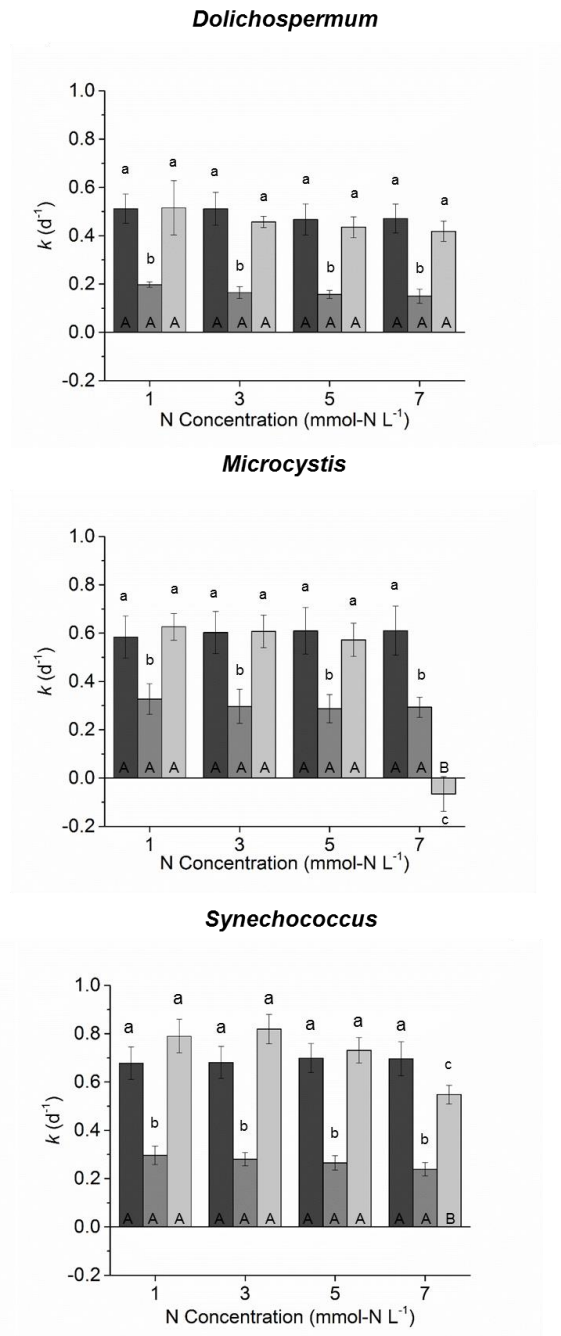 Dolichospermum
1.0
0.8
0.6
0.4
0.2
0.0
-0.2
k (d⁻¹)
a a a a a a a a
b b b b
A A A A A A A A A A A A
1 3 5 7
N Concentration (mmol-N L⁻¹)
Microcystis
1.0
0.8
0.6
0.4
0.2
0.0
-0.2
k (d⁻¹)
a a a a a a a
b b b b
A A A A A A A A A A A B
c
1 3 5 7
N Concentration (mmol-N L⁻¹)
Synechococcus
1.0
0.8
0.6
0.4
0.2
0.0
-0.2
k (d⁻¹)
a a a a a a a c
b b b b
A A A A A A A A A A A B
1 3 5 7
N Concentration (mmol-N L⁻¹)